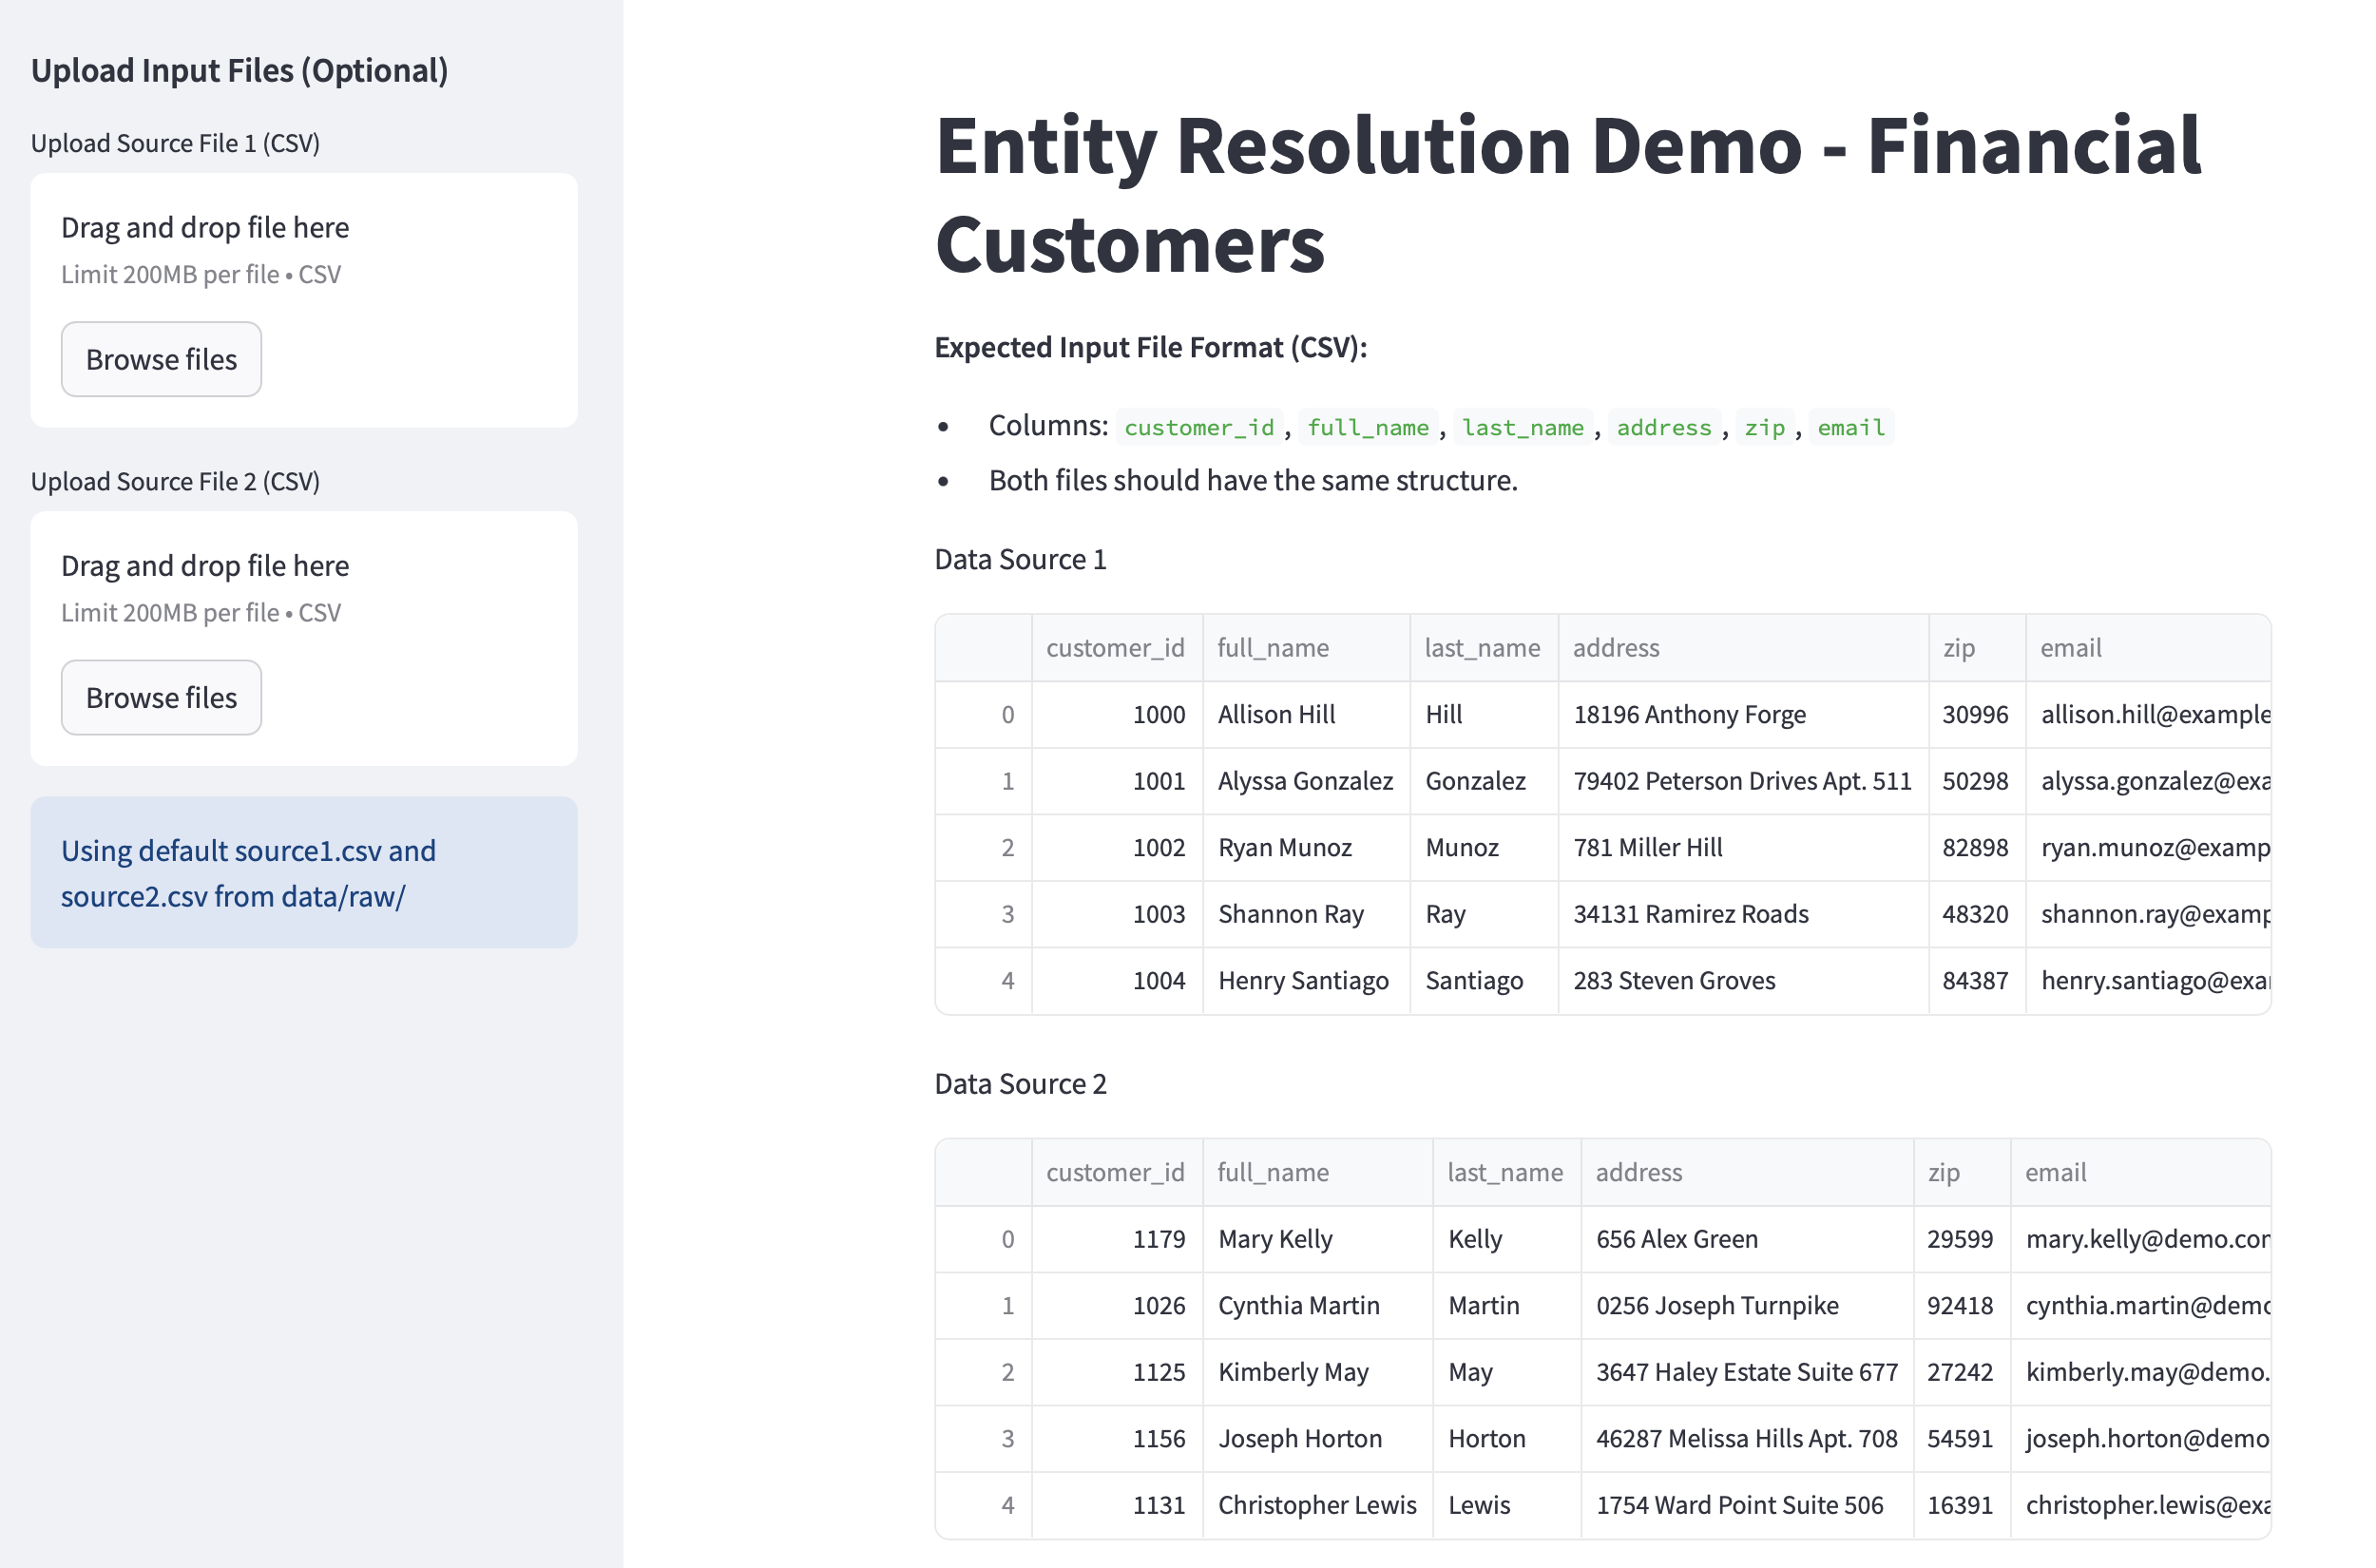 Upload Input Files (Optional)
Upload Source File 1 (CSV)
Drag and drop file here
Limit 200MB per file • CSV
Browse files
Upload Source File 2 (CSV)
Drag and drop file here
Limit 200MB per file • CSV
Browse files
Using default source1.csv and
source2.csv from data/raw/
Entity Resolution Demo - Financial
Customers
Expected Input File Format (CSV):
• Columns: customer_id, full_name, last_name, address, zip, email
• Both files should have the same structure.
Data Source 1
customer_id full_name last_name address zip email
0 1000 Allison Hill Hill 18196 Anthony Forge 30996 allison.hill@example
1 1001 Alyssa Gonzalez Gonzalez 79402 Peterson Drives Apt. 511 50298 alyssa.gonzalez@exa
2 1002 Ryan Munoz Munoz 781 Miller Hill 82898 ryan.munoz@examp
3 1003 Shannon Ray Ray 34131 Ramirez Roads 48320 shannon.ray@examp
4 1004 Henry Santiago Santiago 283 Steven Groves 84387 henry.santiago@exa
Data Source 2
customer_id full_name last_name address zip email
0 1179 Mary Kelly Kelly 656 Alex Green 29599 mary.kelly@demo.co
1 1026 Cynthia Martin Martin 0256 Joseph Turnpike 92418 cynthia.martin@dem
2 1125 Kimberly May May 3647 Haley Estate Suite 677 27242 kimberly.may@demo.
3 1156 Joseph Horton Horton 46287 Melissa Hills Apt. 708 54591 joseph.horton@demo
4 1131 Christopher Lewis Lewis 1754 Ward Point Suite 506 16391 christopher.lewis@exa